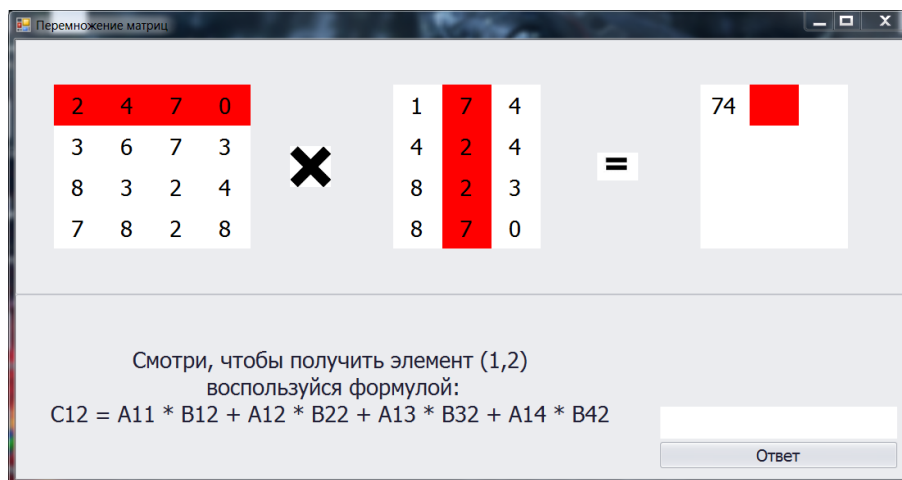 Перемножение матриц
2 4 7 0
3 6 7 3
8 3 2 4
7 8 2 8
×
1 7 4
4 2 4
8 2 3
8 7 0
=
74
Смотри, чтобы получить элемент (1,2)
воспользуйся формулой:
C12 = A11 * B12 + A12 * B22 + A13 * B32 + A14 * B42
Ответ